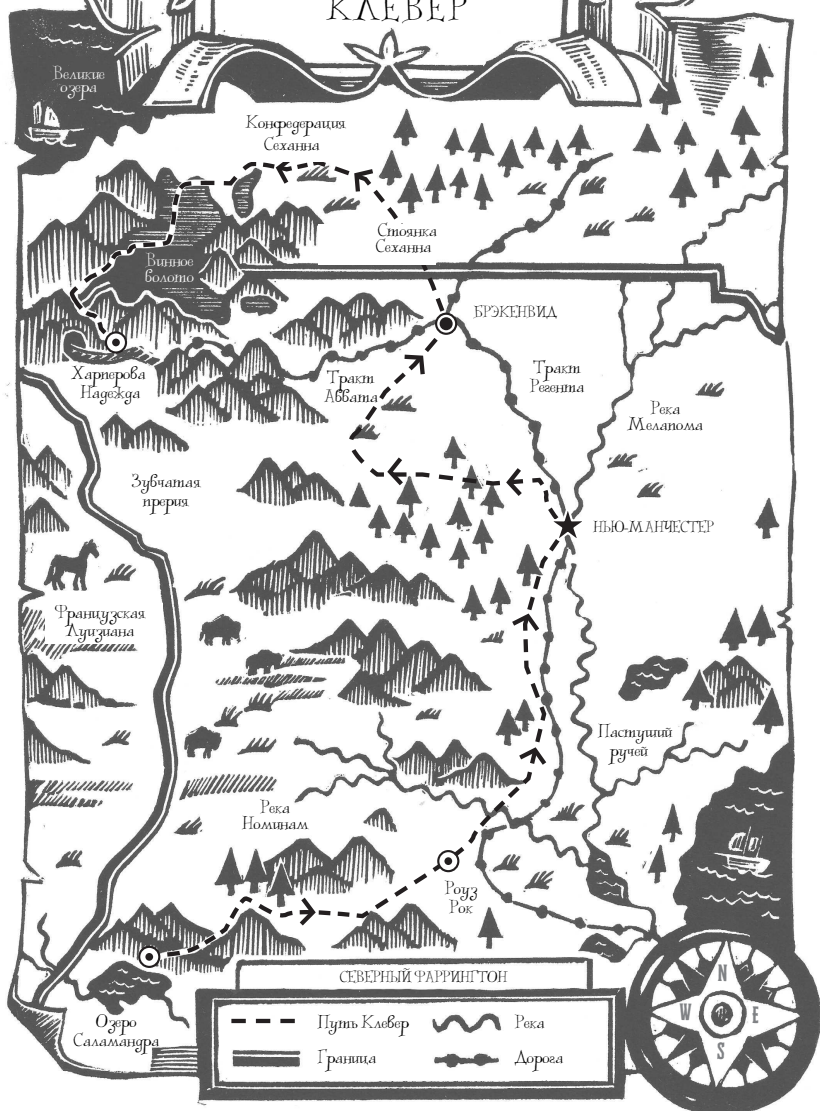 КЛЕВЕР
Великие
озера
Конфедерация
Сеханна
Стоянка
Сеханна
Винное
болото
БРЭКЕНВИД
Харперова
Надежда
Тракт
Аббата
Тракт
Регента
Река
Мелапома
Зубчатая
прерия
НЬЮ-МАНЧЕСТЕР
Французская
Луизиана
Пастуший
ручей
Река
Номинам
Роуз
Рок
СЕВЕРНЫЙ ФАРРИНГТОН
Озеро
Саламандра
Путь Клевер
Река
Граница
Дорога
N
W E
S